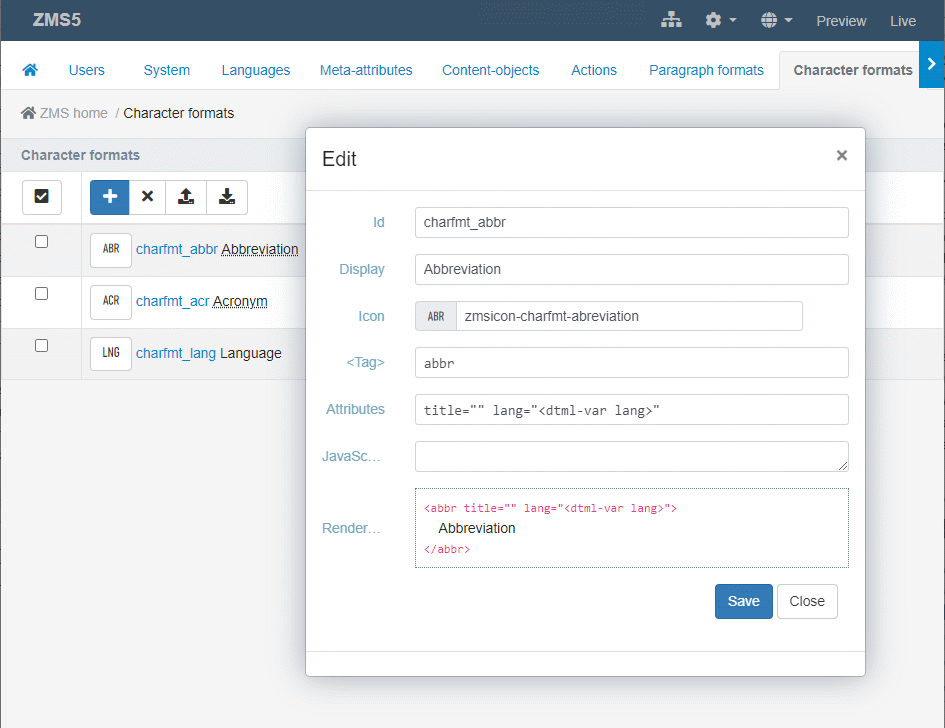 ZMS5 Preview Live
Users System Languages Meta-attributes Content-objects Actions Paragraph formats Character formats
ZMS home / Character formats
Character formats
ABR charfmt_abbr Abbreviation
ACR charfmt_acr Acronym
LNG charfmt_lang Language
Edit ×
Id charfmt_abbr
Display Abbreviation
Icon ABR zmsicon-charfmt-abreviation
<Tag> abbr
Attributes title="" lang="<dtml-var lang>"
JavaSc...
Render... <abbr title="" lang="<dtml-var lang>">
Abbreviation
</abbr>
Save Close